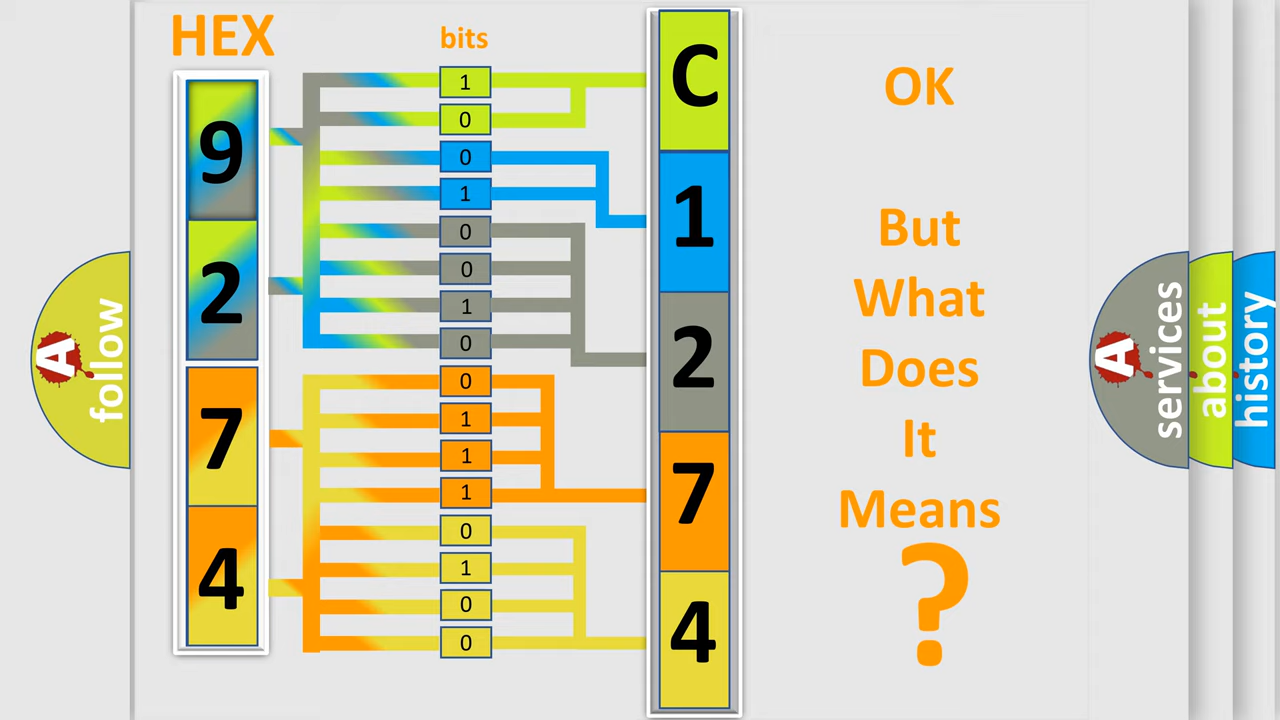 HEX
bits
9
2
7
4
1
0
0
1
0
0
1
0
0
1
1
1
0
1
0
0
C
1
2
7
4
OK
But
What
Does
It
Means
?
A
follow
A
services
about
history